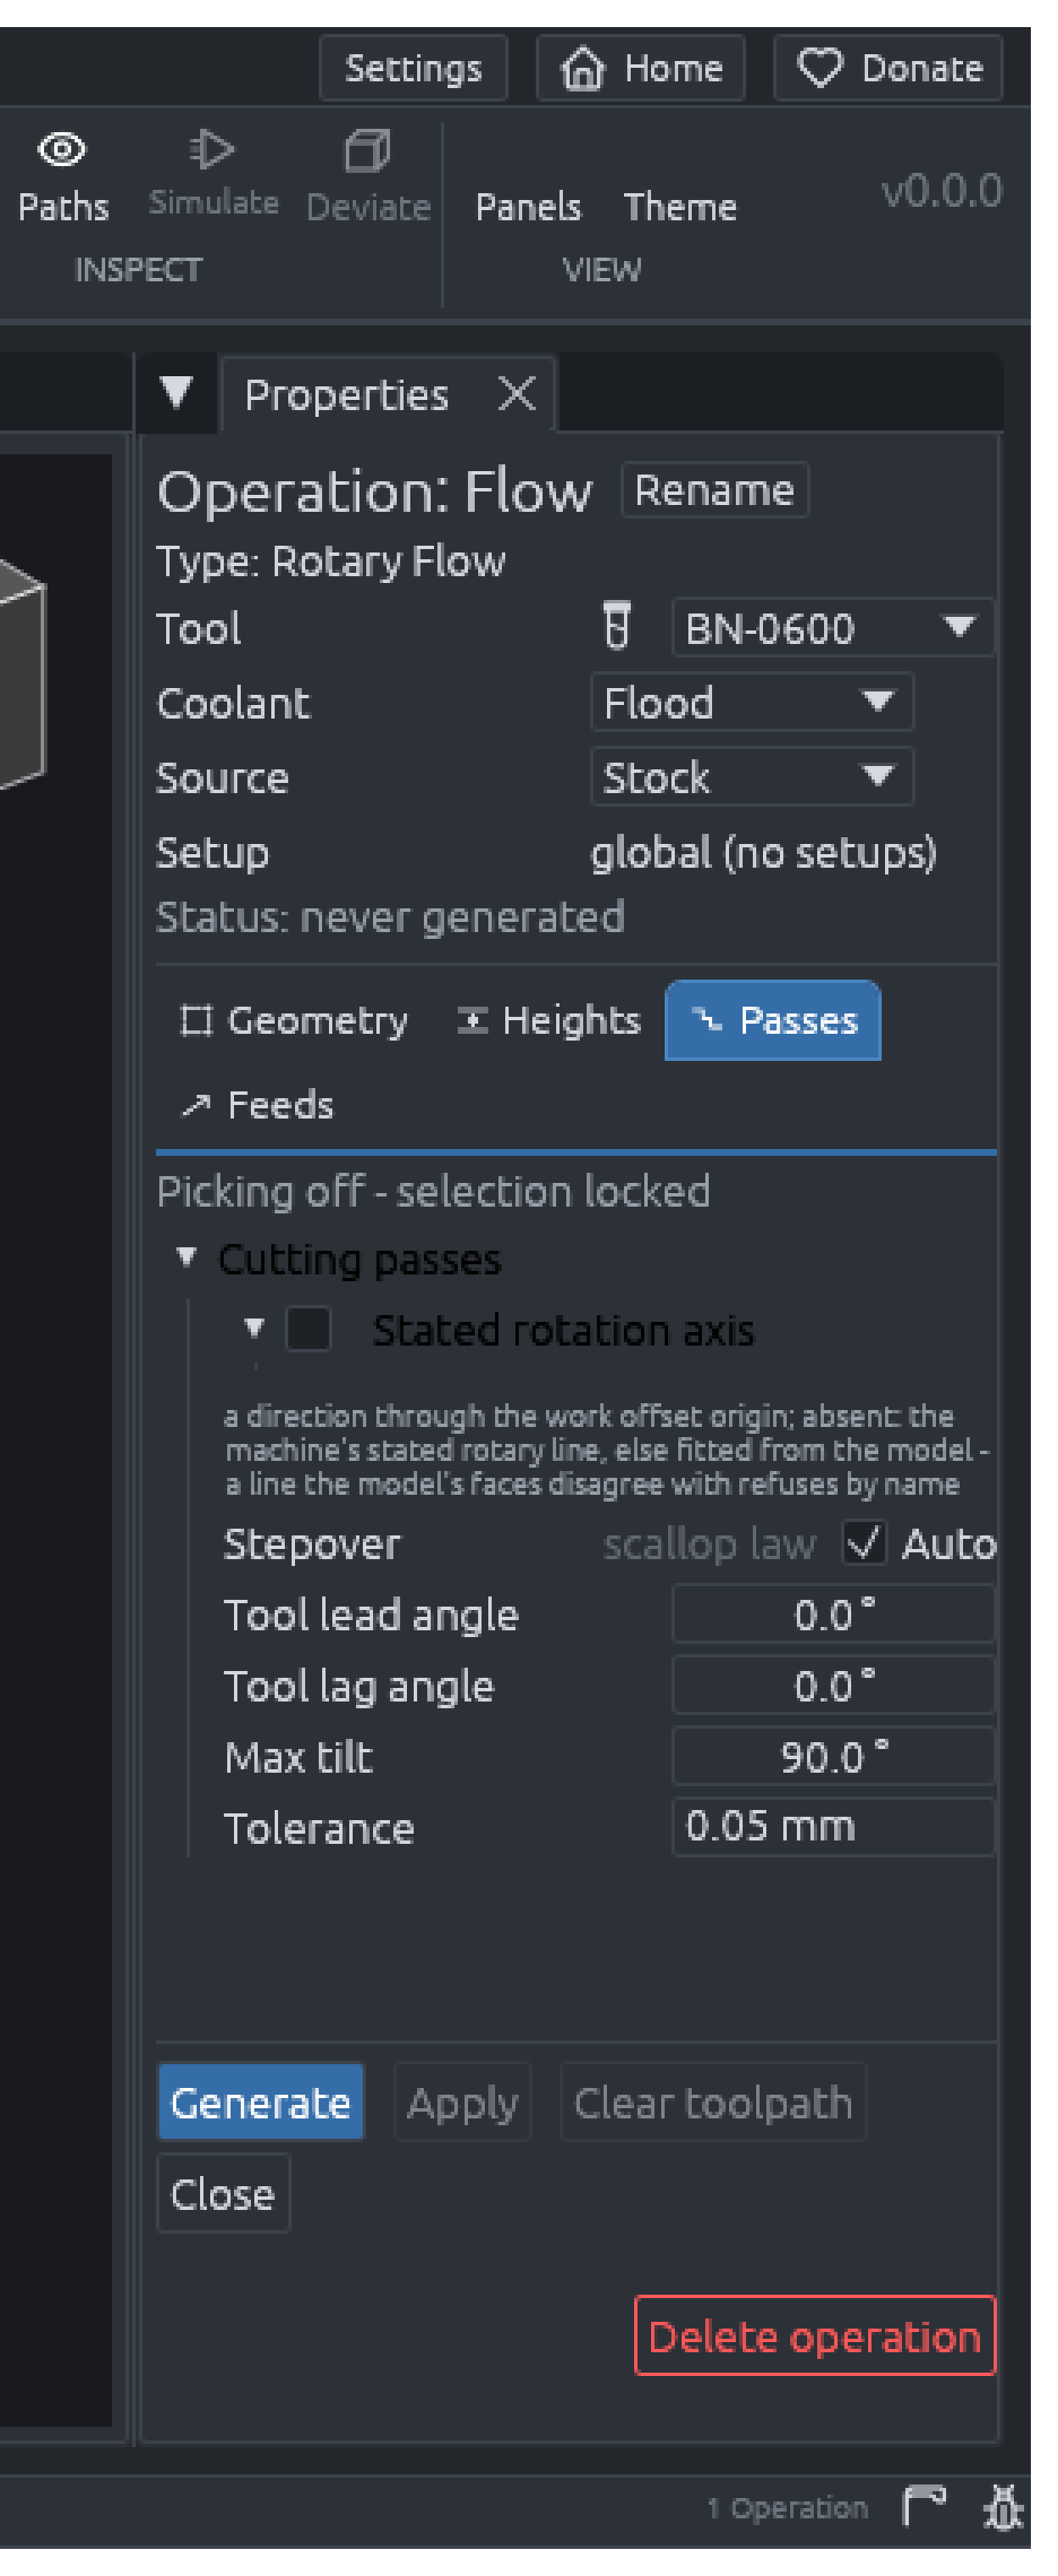 Settings Home Donate
Paths Simulate Deviate Panels Theme v0.0.0
INSPECT VIEW
Properties
Operation: Flow Rename
Type: Rotary Flow
Tool BN-0600
Coolant Flood
Source Stock
Setup global (no setups)
Status: never generated
Geometry Heights Passes
Feeds
Picking off - selection locked
Cutting passes
Stated rotation axis
a direction through the work offset origin; absent: the
machine's stated rotary line, else fitted from the model -
a line the model's faces disagree with refuses by name
Stepover scallop law Auto
Tool lead angle 0.0°
Tool lag angle 0.0°
Max tilt 90.0°
Tolerance 0.05 mm
Generate Apply Clear toolpath
Close
Delete operation
1 Operation